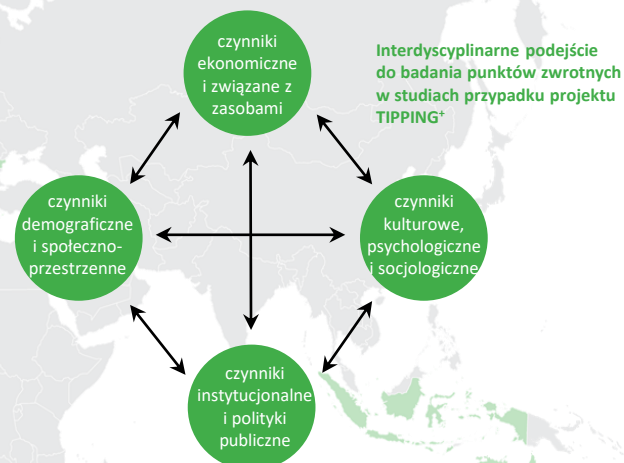 czynniki
ekonomiczne
i związane z
zasobami
Interdyscyplinarne podejście
do badania punktów zwrotnych
w studiach przypadku projektu
TIPPING⁺
czynniki
demograficzne
i społeczno-
przestrzenne
czynniki
kulturowe,
psychologiczne
i socjologiczne
czynniki
instytucjonalne
i polityki
publiczne